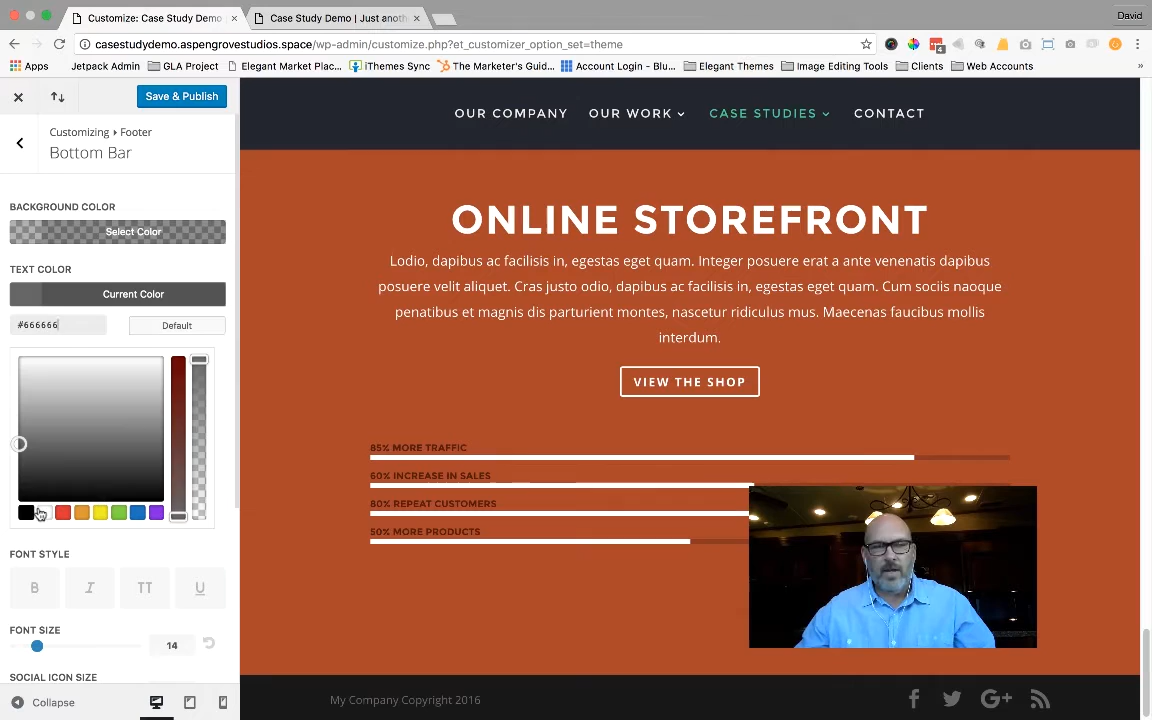 Customize: Case Study Demo
Case Study Demo | Just anoth
David
casestudydemo.aspengrovestudios.space/wp-admin/customize.php?et_customizer_option_set=theme
Apps
Jetpack Admin
GLA Project
Elegant Market Plac...
iThemes Sync
The Marketer's Guid...
Account Login - Blu...
Elegant Themes
Image Editing Tools
Clients
Web Accounts
»
Save & Publish
Customizing ▸ Footer
Bottom Bar
BACKGROUND COLOR
Select Color
TEXT COLOR
Current Color
#666666
Default
FONT STYLE
B I TT U
FONT SIZE
14
SOCIAL ICON SIZE
Collapse
OUR COMPANY
OUR WORK
CASE STUDIES
CONTACT
ONLINE STOREFRONT
Lodio, dapibus ac facilisis in, egestas eget quam. Integer posuere erat a ante venenatis dapibus
posuere velit aliquet. Cras justo odio, dapibus ac facilisis in, egestas eget quam. Cum sociis naoque
penatibus et magnis dis parturient montes, nascetur ridiculus mus. Maecenas faucibus mollis
interdum.
VIEW THE SHOP
85% MORE TRAFFIC
60% INCREASE IN SALES
80% REPEAT CUSTOMERS
50% MORE PRODUCTS
My Company Copyright 2016